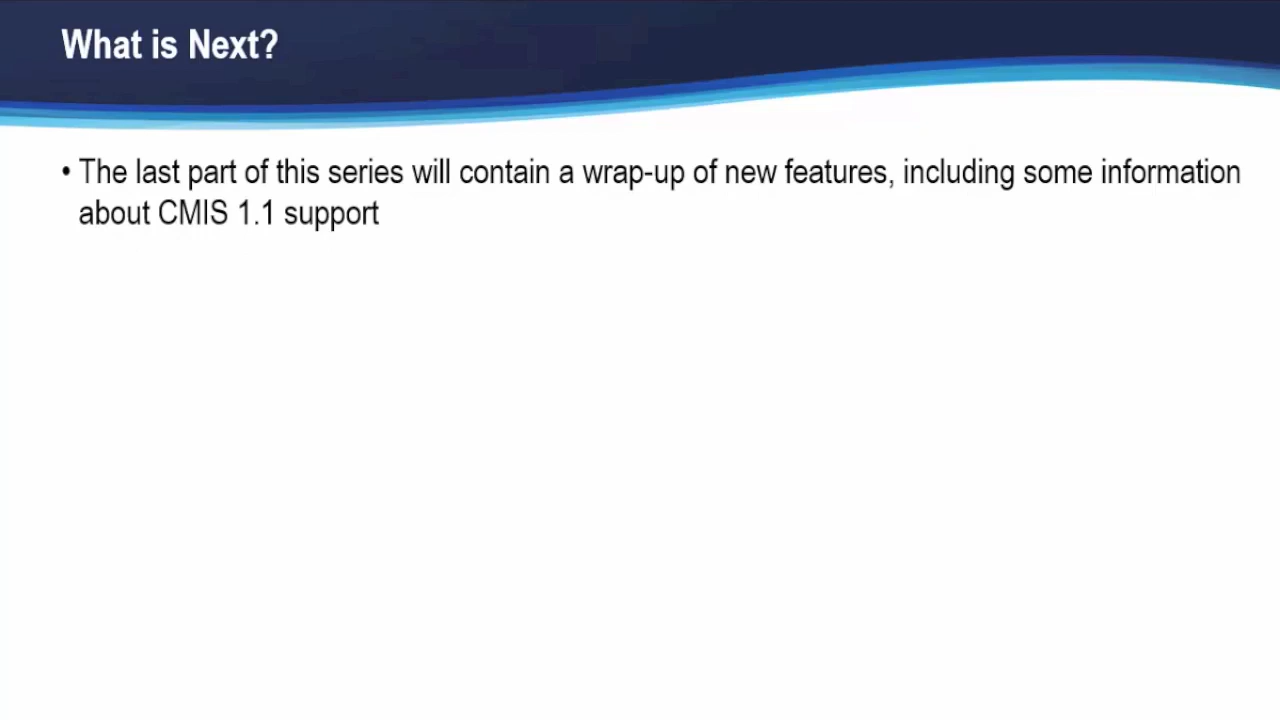 What is Next?
• The last part of this series will contain a wrap-up of new features, including some information
about CMIS 1.1 support